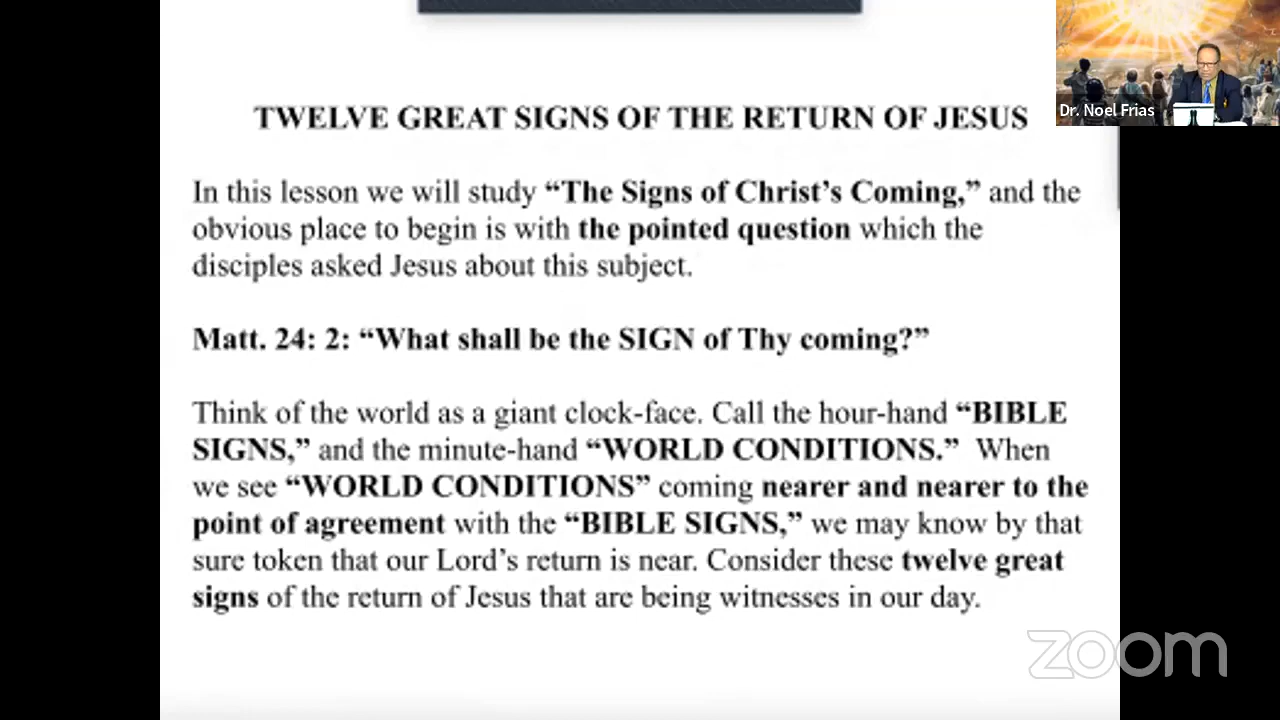 TWELVE GREAT SIGNS OF THE RETURN OF JESUS
In this lesson we will study “The Signs of Christ’s Coming,” and the
obvious place to begin is with the pointed question which the
disciples asked Jesus about this subject.
Matt. 24: 2: “What shall be the SIGN of Thy coming?”
Think of the world as a giant clock-face. Call the hour-hand “BIBLE
SIGNS,” and the minute-hand “WORLD CONDITIONS.” When
we see “WORLD CONDITIONS” coming nearer and nearer to the
point of agreement with the “BIBLE SIGNS,” we may know by that
sure token that our Lord’s return is near. Consider these twelve great
signs of the return of Jesus that are being witnesses in our day.
Dr. Noel Frias
zoom